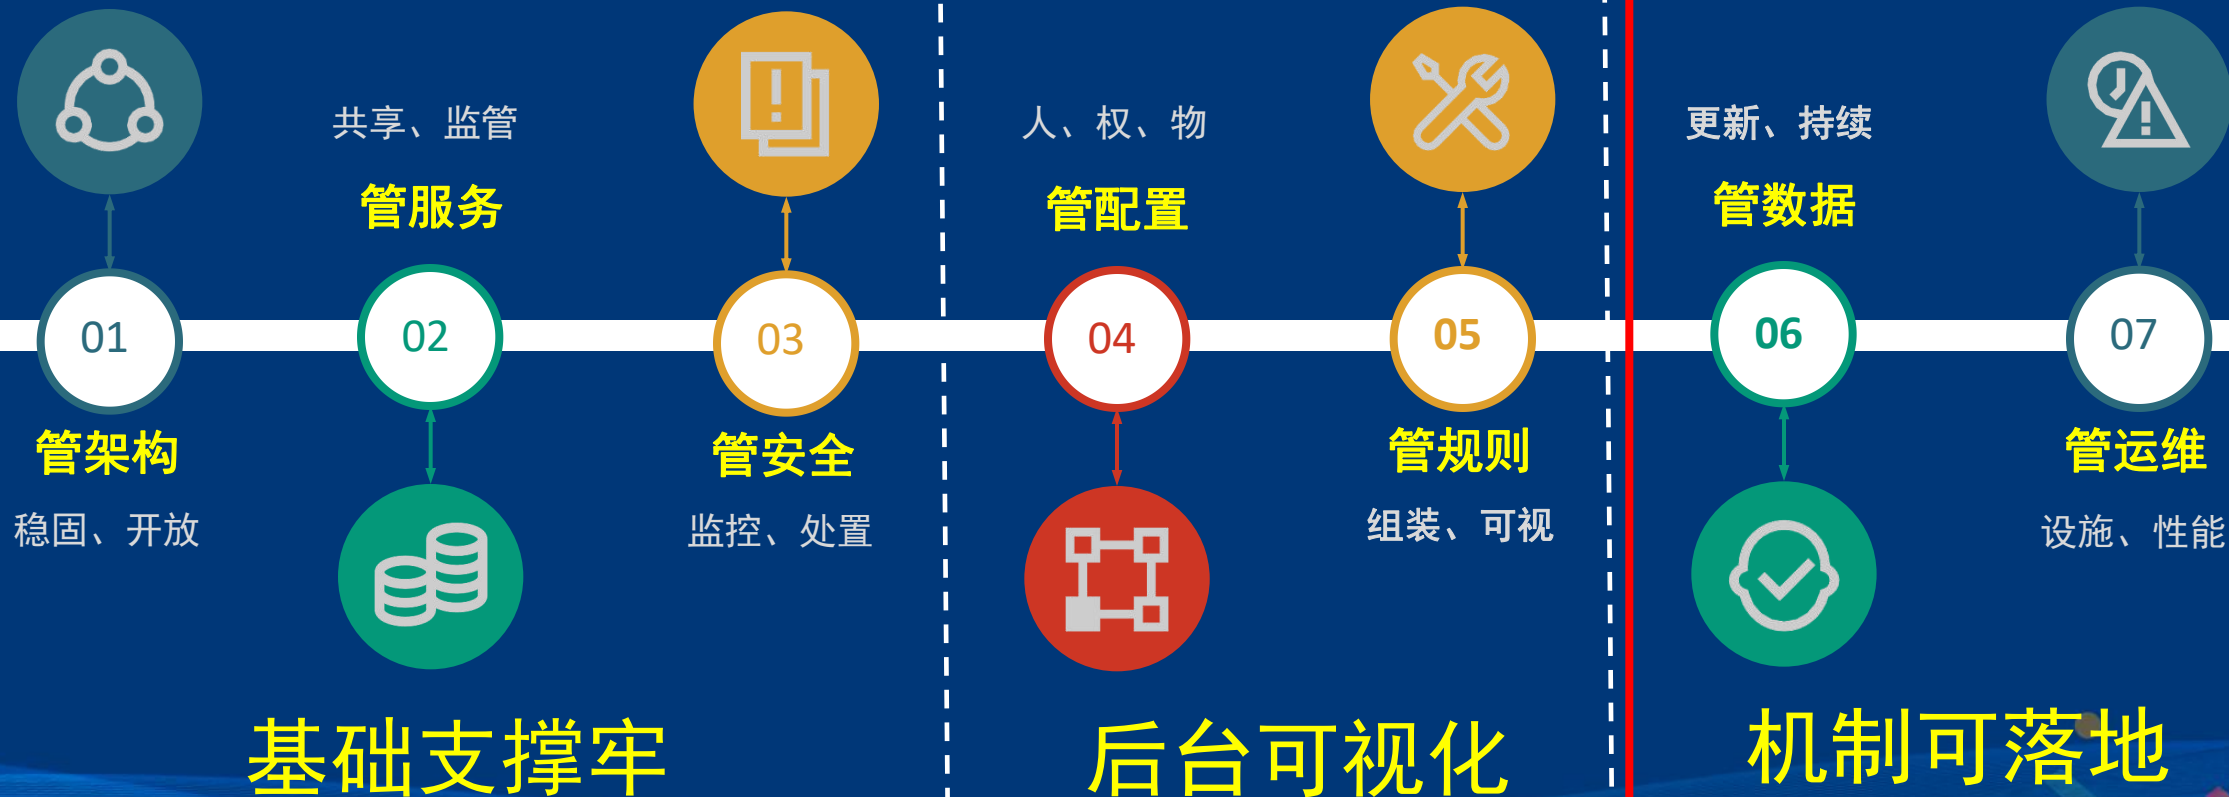 01
管架构
稳固、开放
共享、监管
管服务
02
03
管安全
监控、处置
基础支撑牢
人、权、物
管配置
04
05
管规则
组装、可视
后台可视化
更新、持续
管数据
06
07
管运维
设施、性能
机制可落地